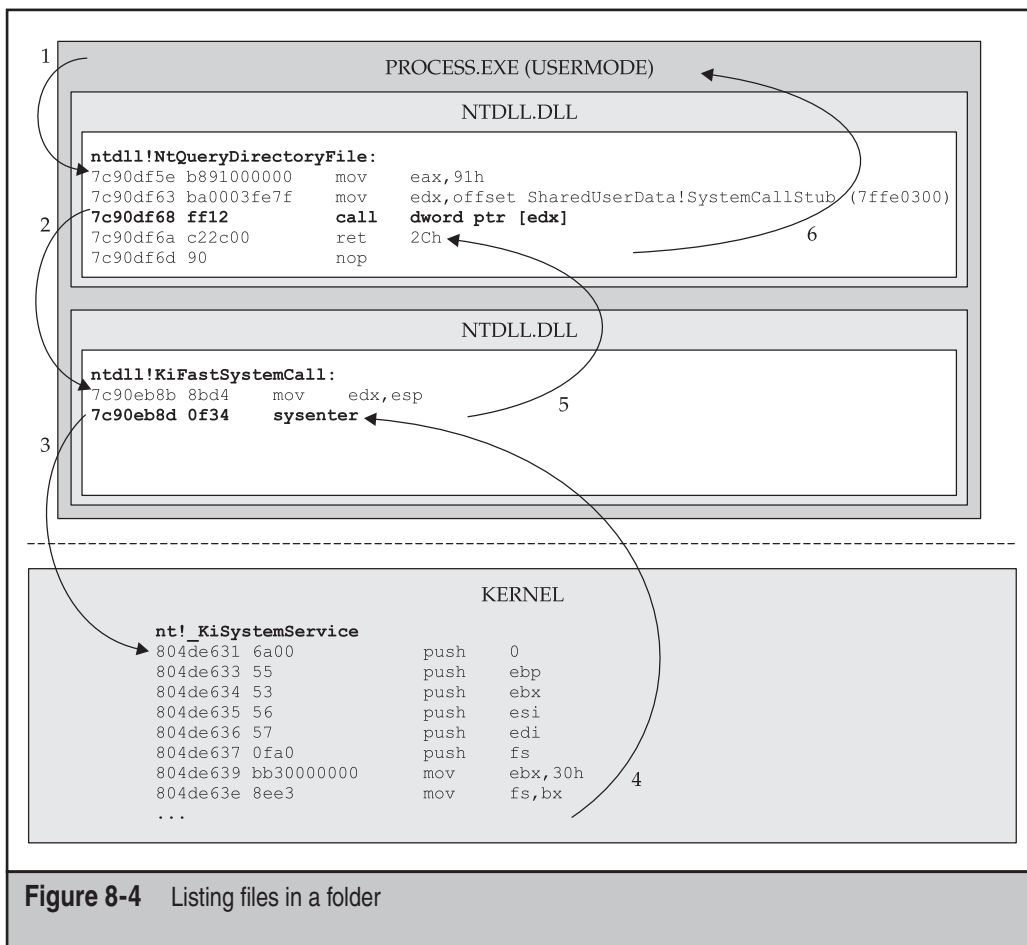 1
PROCESS.EXE (USERMODE)
NTDLL.DLL
ntdll!NtQueryDirectoryFile:
7c90df5e b891000000 mov eax,91h
7c90df63 ba0003fe7f mov edx,offset SharedUserData!SystemCallStub (7ffe0300)
7c90df68 ff12 call dword ptr [edx]
2
7c90df6a c22c00 ret 2Ch
6
7c90df6d 90 nop
NTDLL.DLL
ntdll!KiFastSystemCall:
7c90eb8b 8bd4 mov edx,esp
5
7c90eb8d 0f34 sysenter
3
KERNEL
nt!_KiSystemService
804de631 6a00 push 0
804de633 55 push ebp
804de634 53 push ebx
804de635 56 push esi
804de636 57 push edi
804de637 0fa0 push fs
804de639 bb30000000 mov ebx,30h
4
804de63e 8ee3 mov fs,bx
...
Figure 8-4 Listing files in a folder